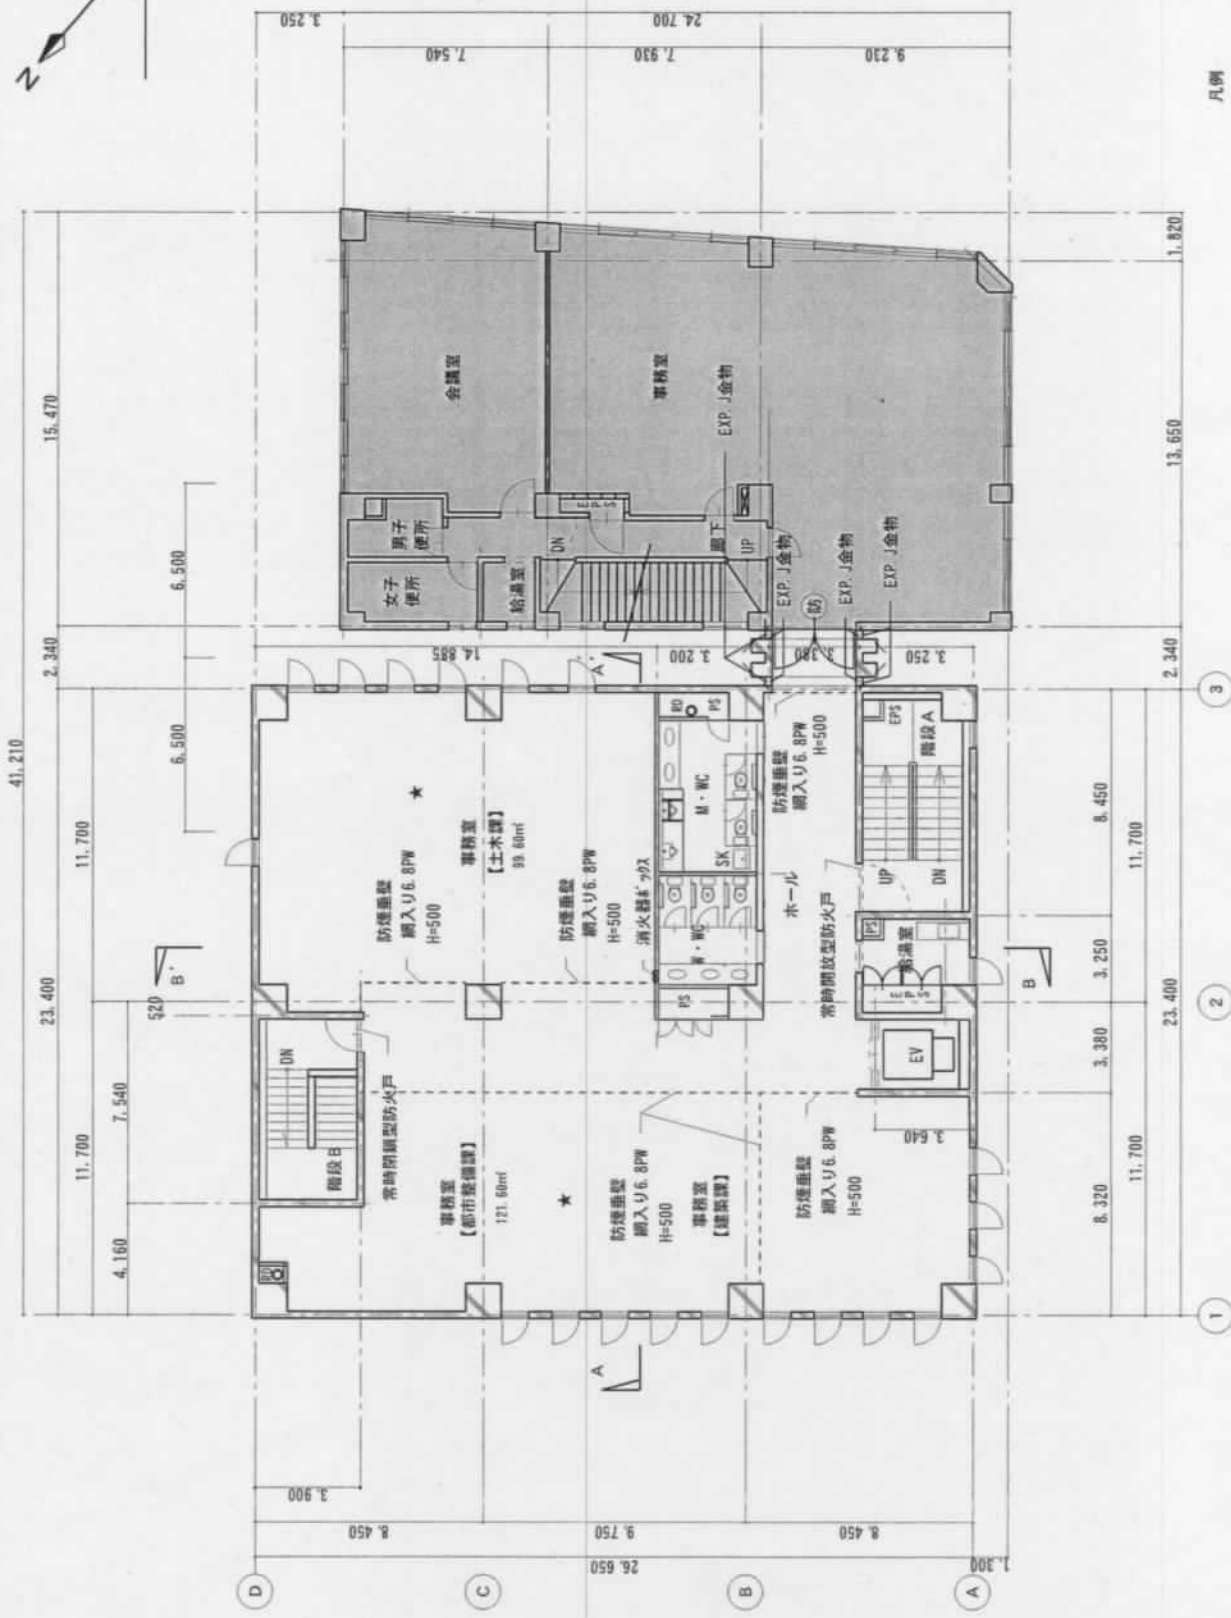 N
41,210
23,400
2,340
15,470
11,700
11,700
6,500
6,500
4,160
7,540
520
3,250
24,700
7,540
7,930
9,230
凡例
会議室
事務室
男子
便所
女子
便所
給湯室
DN
EPS
廊下
UP
EXP.J金物
EXP.J金物
EXP.J金物
EXP.J金物
防
14,885
3,200
3,380
3,250
A'
B'
★
防煙垂壁
網入り6.8PW
H=500
事務室
【土木課】
99.60㎡
防煙垂壁
網入り6.8PW
H=500
消火器ボックス
RD
PS
M・WC
SK
W・WC
PS
防煙垂壁
網入り6.8PW
H=500
ホール
常時開放型防火戸
EPS
階段A
UP
DN
PS
給湯室
EPS
EV
B
DN
階段B
常時閉鎖型防火戸
RD
事務室
【都市整備課】
121.60㎡
★
防煙垂壁
網入り6.8PW
H=500
事務室
【建築課】
防煙垂壁
網入り6.8PW
H=500
3,640
A
3,900
8,450
9,750
8,450
26,650
1,300
D
C
B
A
8,320
3,380
3,250
8,450
11,700
11,700
23,400
2,340
13,650
1,820
1
2
3